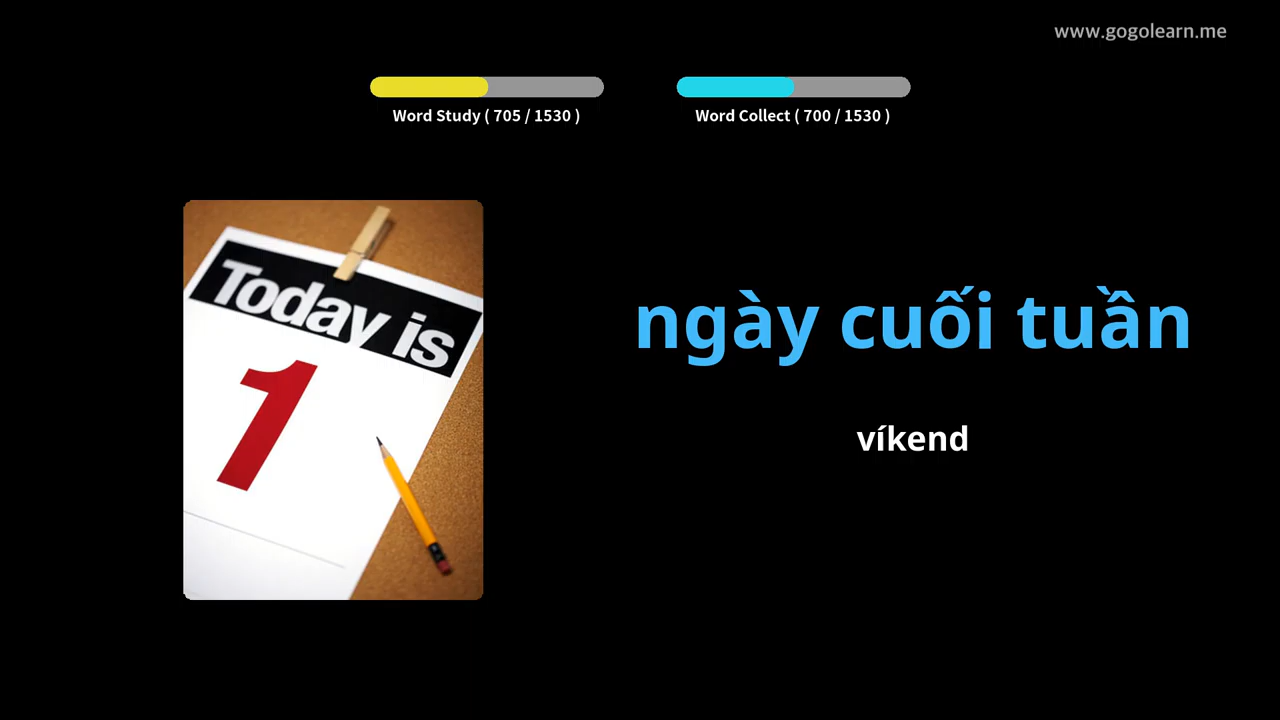 www.gogolearn.me
Word Study ( 705 / 1530 )
Word Collect ( 700 / 1530 )
Today is
1
ngày cuối tuần
víkend